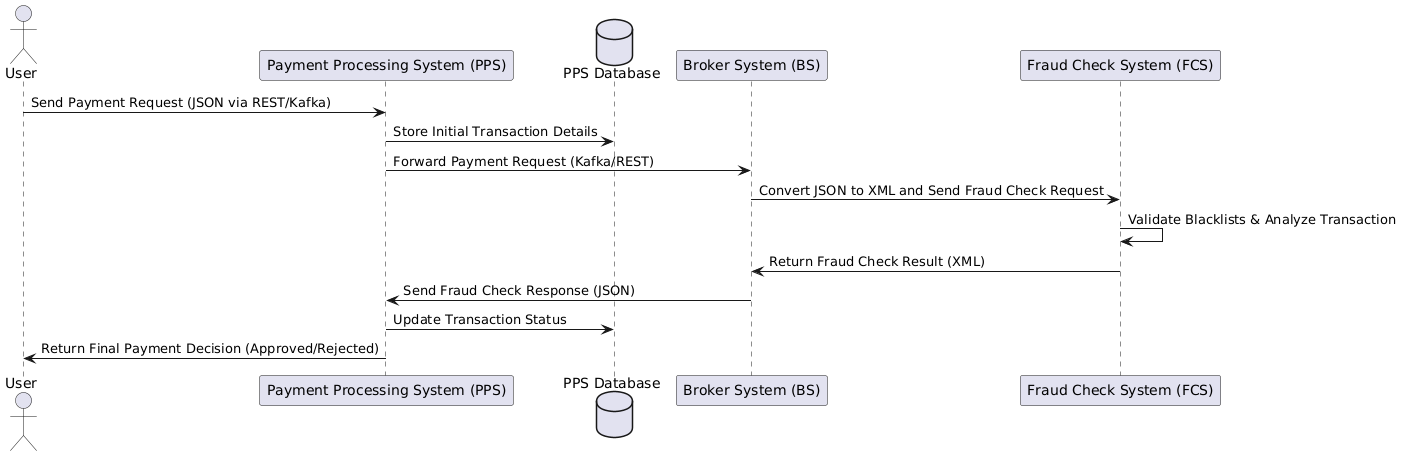 User
Payment Processing System (PPS)
PPS Database
Broker System (BS)
Fraud Check System (FCS)
Send Payment Request (JSON via REST/Kafka)
Store Initial Transaction Details
Forward Payment Request (Kafka/REST)
Convert JSON to XML and Send Fraud Check Request
Validate Blacklists & Analyze Transaction
Return Fraud Check Result (XML)
Send Fraud Check Response (JSON)
Update Transaction Status
Return Final Payment Decision (Approved/Rejected)
User
Payment Processing System (PPS)
PPS Database
Broker System (BS)
Fraud Check System (FCS)